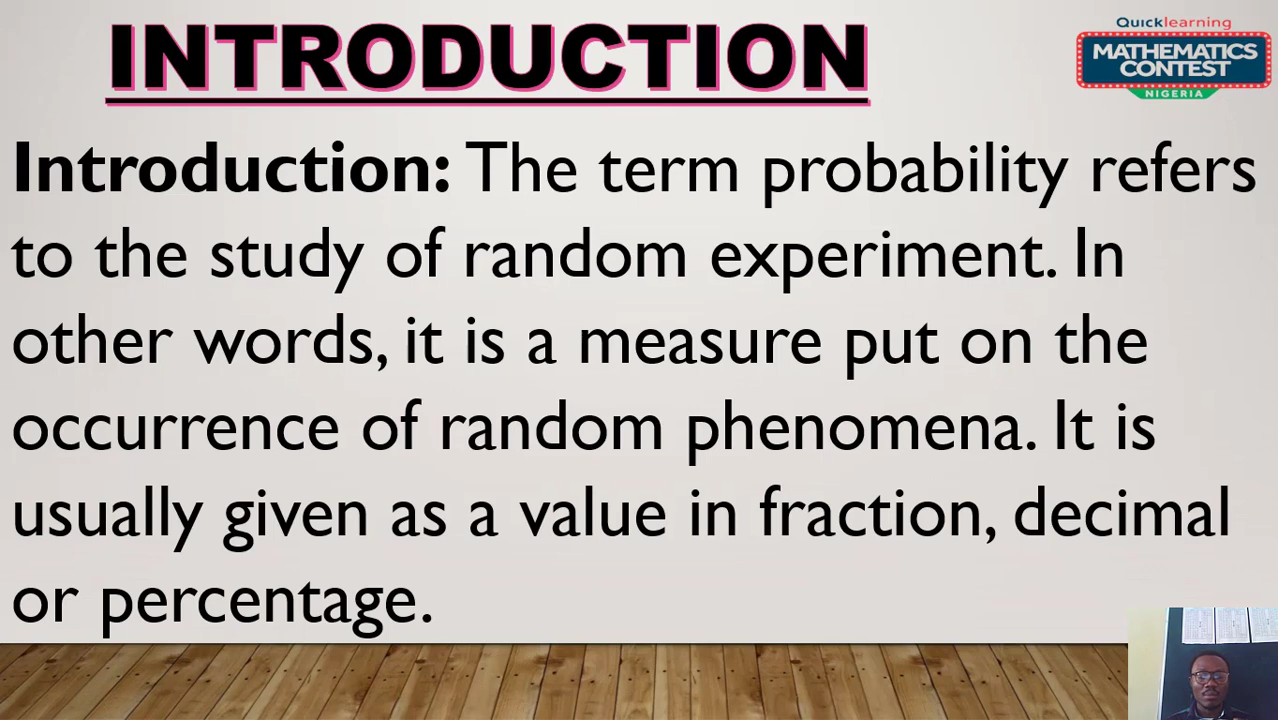 INTRODUCTION
Quicklearning
MATHEMATICS
CONTEST
NIGERIA
Introduction: The term probability refers
to the study of random experiment. In
other words, it is a measure put on the
occurrence of random phenomena. It is
usually given as a value in fraction, decimal
or percentage.